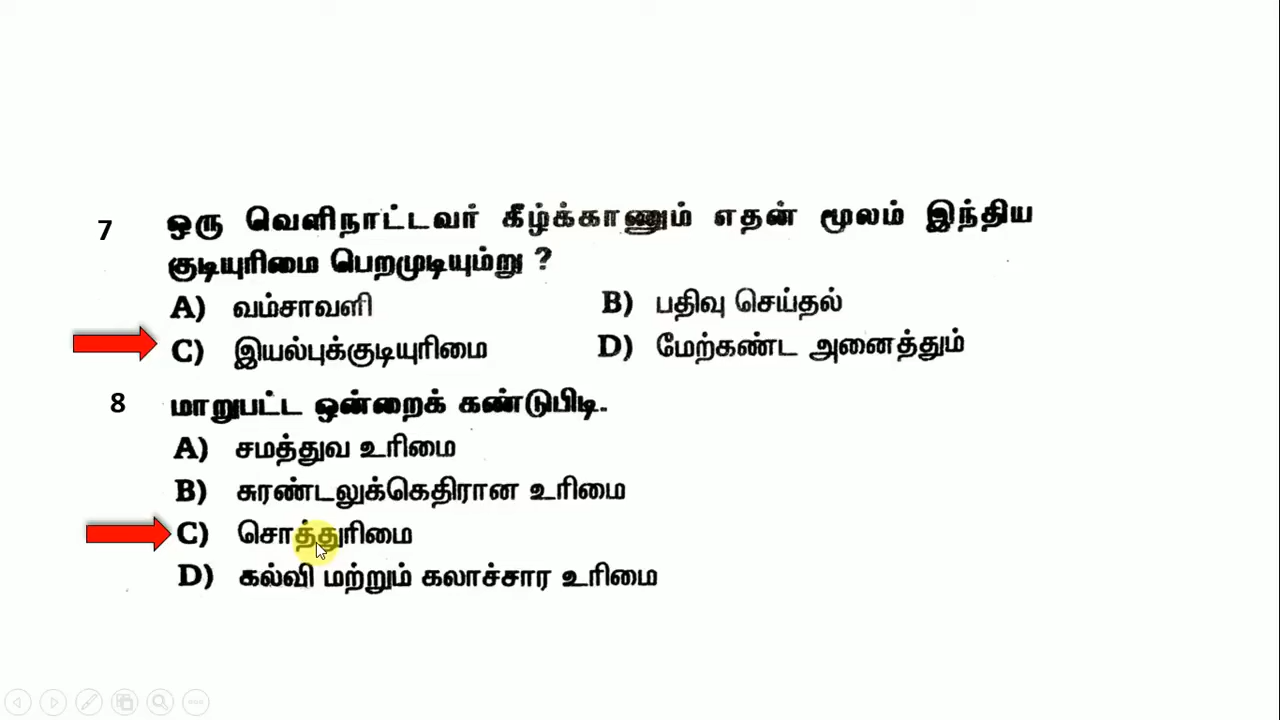 7 ஒரு வெளிநாட்டவர் கீழ்க்காணும் எதன் மூலம் இந்திய
குடியுரிமை பெறமுடியும்று ?
A) வம்சாவளி B) பதிவு செய்தல்
C) இயல்புக்குடியுரிமை D) மேற்கண்ட அனைத்தும்
8 மாறுபட்ட ஒன்றைக் கண்டுபிடி.
A) சமத்துவ உரிமை
B) சுரண்டலுக்கெதிரான உரிமை
C) சொத்துரிமை
D) கல்வி மற்றும் கலாச்சார உரிமை